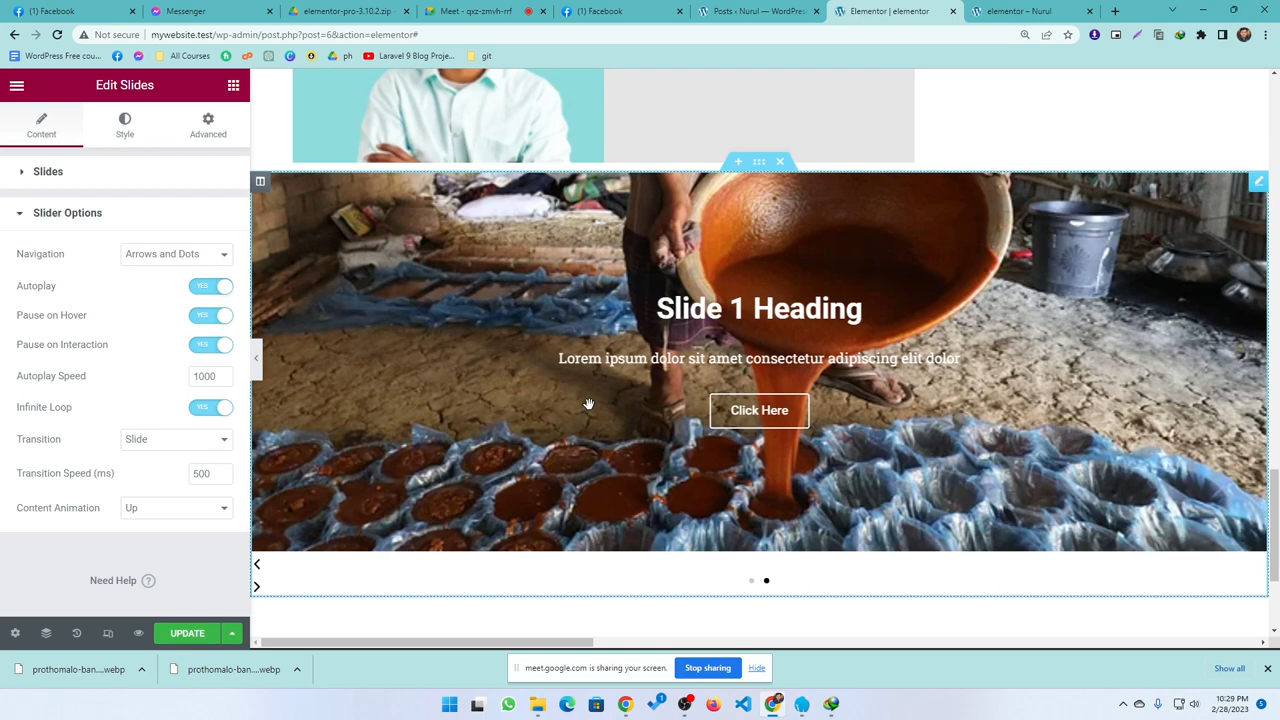 (3) Facebook
Messenger
elementor-pro-3.10.2.zip
Meet - qxz-mvh-rf
(3) Facebook
Posts ‹ Nurul —
Elementor | elementor
elementor – Nurul
Not secure
mywebsite.test/wp-admin/post.php?post=6&action=elementor#
WordPress Free cou...
All Courses
ph
Laravel 9 Blog Proje...
git
Edit Slides
Content
Style
Advanced
Slides
Slider Options
Navigation
Arrows and Dots
Autoplay
YES
Pause on Hover
YES
Pause on Interaction
YES
Autoplay Speed
1000
Infinite Loop
YES
Transition
Slide
Transition Speed (ms)
500
Content Animation
Up
Need Help ?
UPDATE
Slide 1 Heading
Lorem ipsum dolor sit amet consectetur adipiscing elit dolor
Click Here
prothomalo-ban....webp
prothomalo-ban....webp
meet.google.com is sharing your screen.
Stop sharing
Hide
Show all
1
10:29 PM
2/28/2023
5